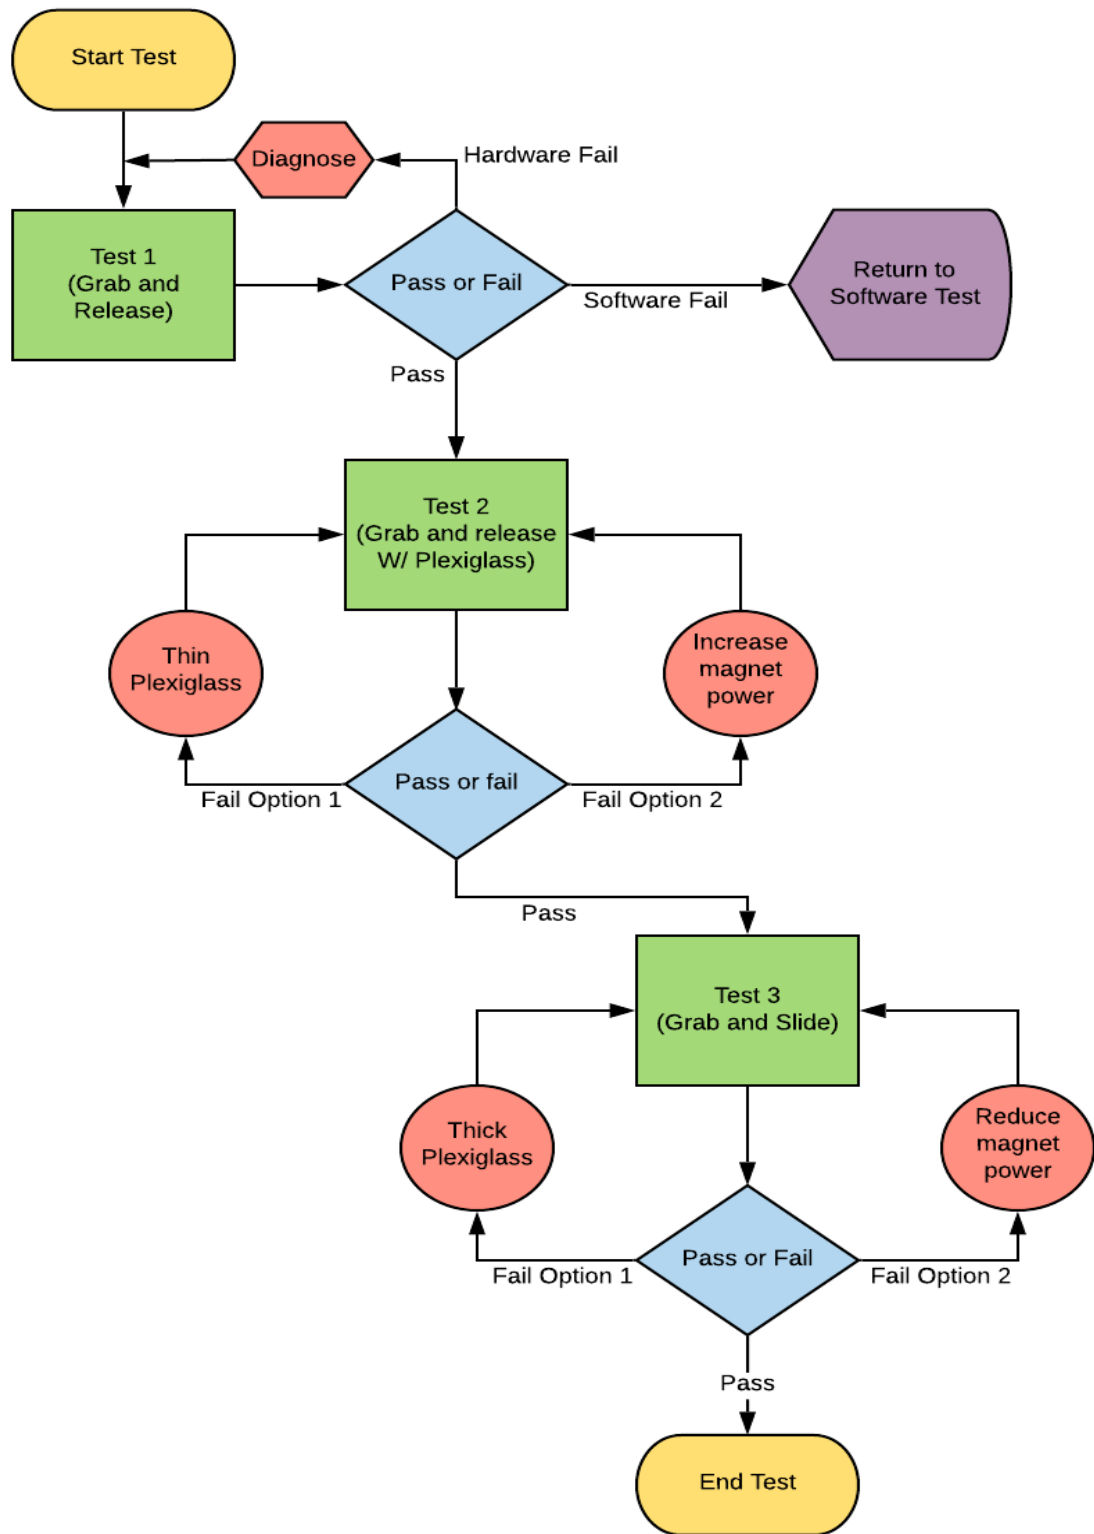 Start Test
Diagnose
Hardware Fail
Test 1
(Grab and
Release)
Pass or Fail
Software Fail
Return to
Software Test
Pass
Test 2
(Grab and release
W/ Plexiglass)
Thin
Plexiglass
Increase
magnet
power
Pass or fail
Fail Option 1
Fail Option 2
Pass
Test 3
(Grab and Slide)
Thick
Plexiglass
Reduce
magnet
power
Pass or Fail
Fail Option 1
Fail Option 2
Pass
End Test